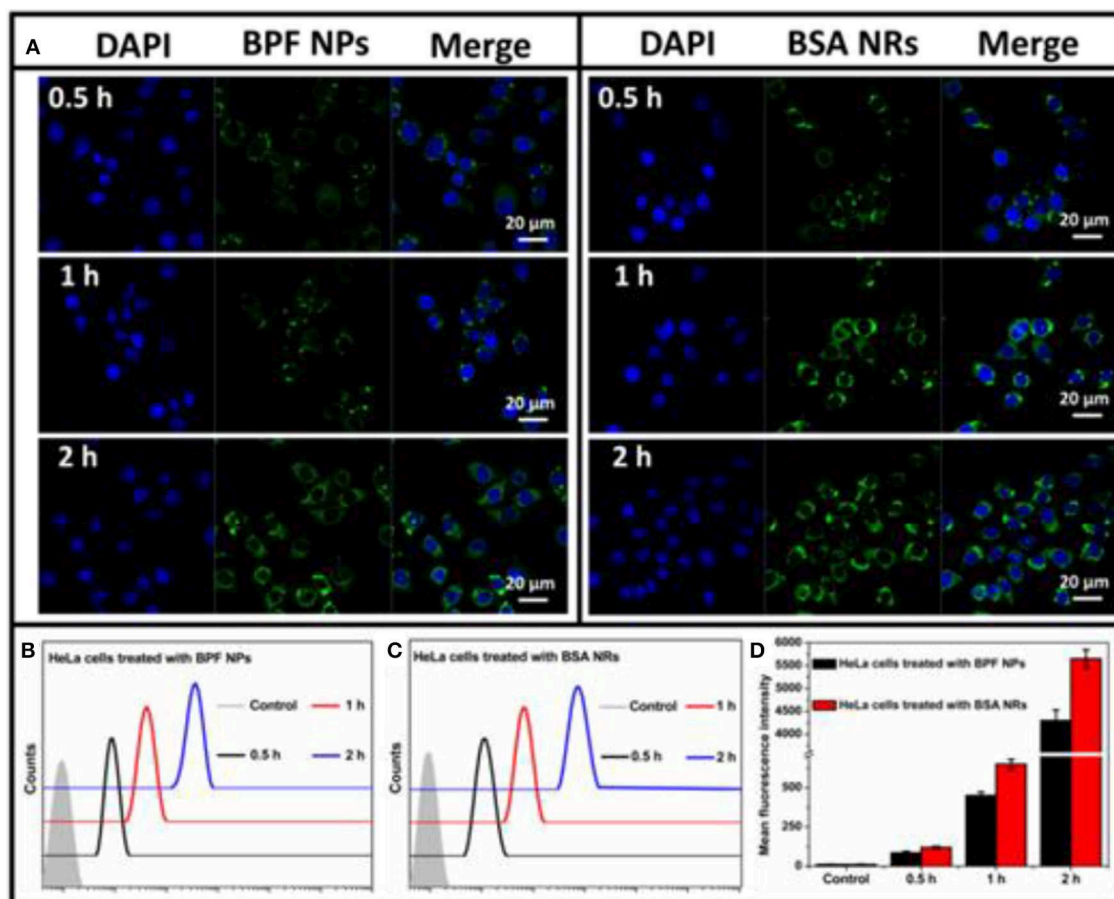 A DAPI BPF NPs Merge DAPI BSA NRs Merge
0.5 h 0.5 h
20 μm 20 μm
1 h 1 h
20 μm 20 μm
2 h 2 h
20 μm 20 μm
B
HeLa cells treated with BPF NPs
Control 1 h
0.5 h 2 h
Counts
C
HeLa cells treated with BSA NRs
Control 1 h
0.5 h 2 h
Counts
D
HeLa cells treated with BPF NPs
HeLa cells treated with BSA NRs
Mean fluorescence intensity
6000
5500
5000
4500
4000
500
250
0
Control 0.5 h 1 h 2 h